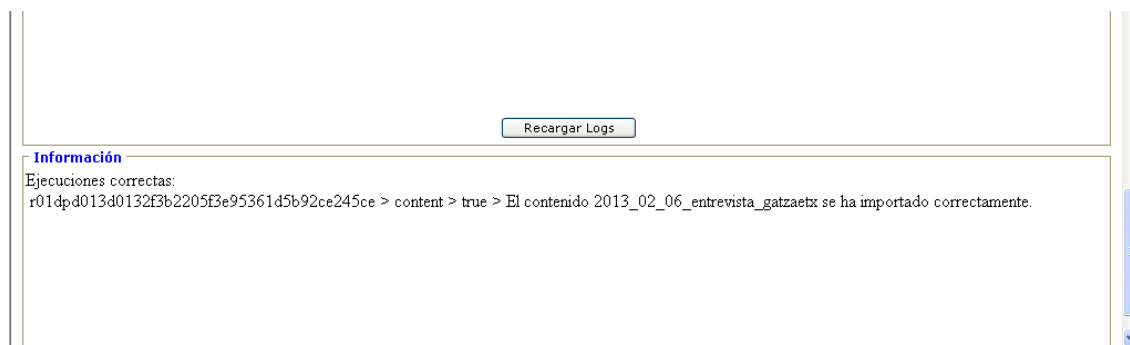 Recargar Logs
Información
Ejecuciones correctas:
r01dpd013d0132f3b2205f3e95361d5b92ce245ce > content > true > El contenido 2013_02_06_entrevista_gatzaetx se ha importado correctamente.